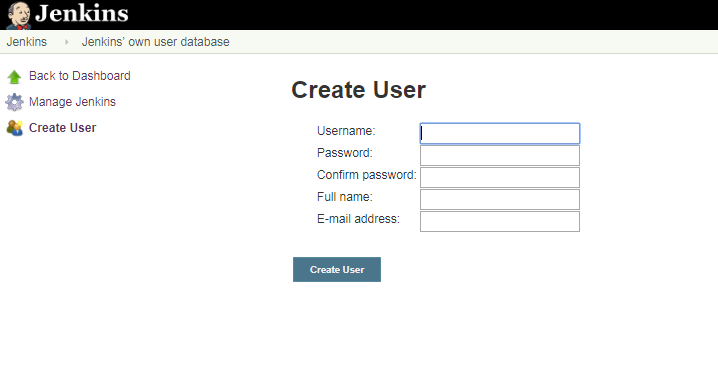 Jenkins
Jenkins Jenkins' own user database
Back to Dashboard
Manage Jenkins
Create User
Create User
Username:
Password:
Confirm password:
Full name:
E-mail address:
Create User